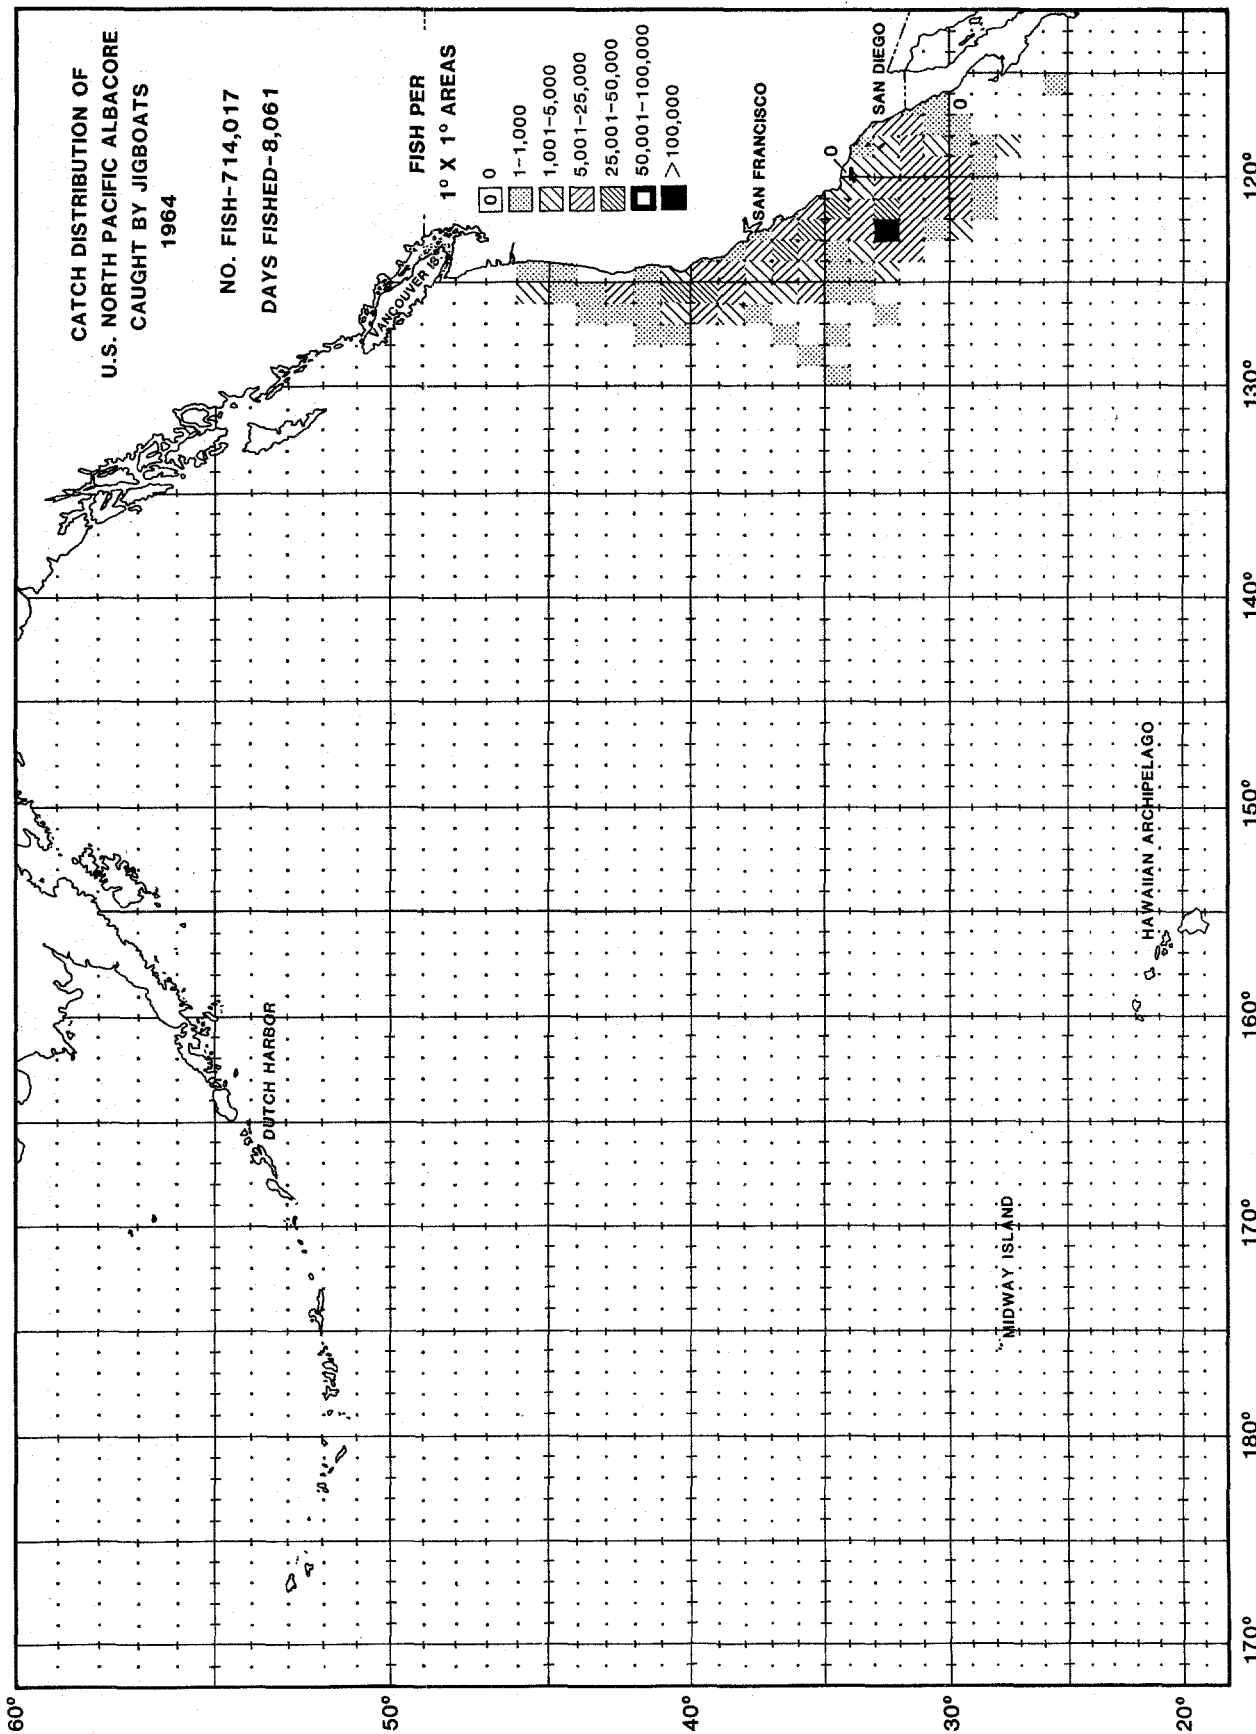 CATCH DISTRIBUTION OF
U.S. NORTH PACIFIC ALBACORE
CAUGHT BY JIGBOATS
1964
NO. FISH-714,017
DAYS FISHED-8,061
FISH PER
1° X 1° AREAS
0 0
1-1,000
1,001-5,000
5,001-25,000
25,001-50,000
50,001-100,000
>100,000
VANCOUVER IS
SAN FRANCISCO
SAN DIEGO
0
0
DUTCH HARBOR
HAWAIIAN ARCHIPELAGO
MIDWAY ISLAND
60°
50°
40°
30°
20°
170°
180°
170°
160°
150°
140°
130°
120°